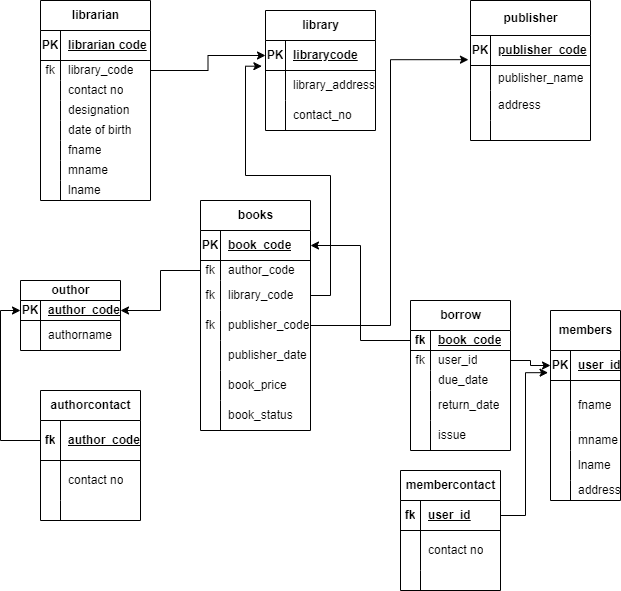 librarian
PK librarian code
fk library_code
contact no
designation
date of birth
fname
mname
lname
library
PK librarycode
library_address
contact_no
publisher
PK publisher_code
publisher_name
address
books
PK book_code
fk author_code
fk library_code
fk publisher_code
publisher_date
book_price
book_status
outhor
PK author_code
authorname
authorcontact
fk author_code
contact no
borrow
fk book_code
fk user_id
due_date
return_date
issue
members
PK user_id
fname
mname
lname
address
membercontact
fk user_id
contact no